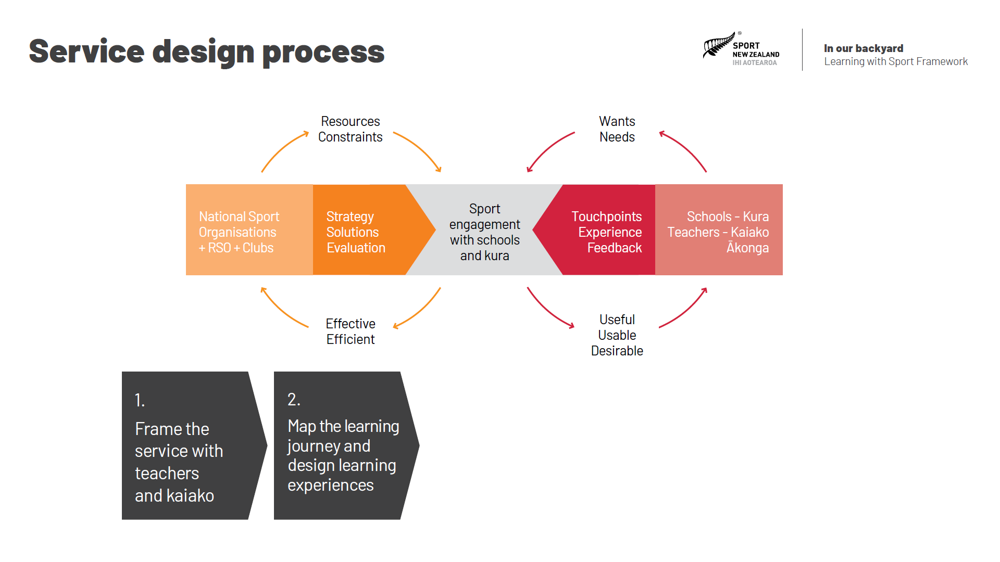 Service design process
SPORT
NEW ZEALAND
IHI AOTEAROA
TM
In our backyard
Learning with Sport Framework
Resources
Constraints
Wants
Needs
National Sport
Organisations
+ RSO + Clubs
Strategy
Solutions
Evaluation
Sport
engagement
with schools
and kura
Touchpoints
Experience
Feedback
Schools - Kura
Teachers - Kaiako
Ākonga
Effective
Efficient
Useful
Usable
Desirable
1.
Frame the
service with
teachers
and kaiako
2.
Map the learning
journey and
design learning
experiences